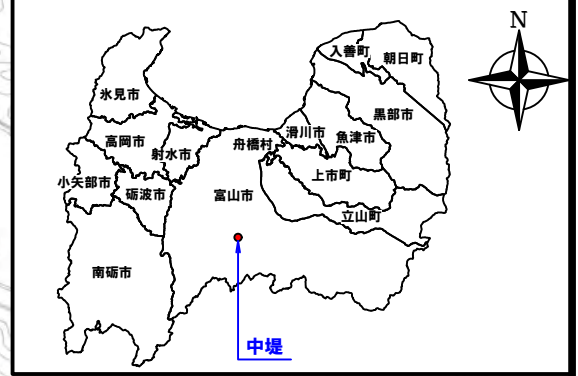 N
入善町
朝日町
氷見市
黒部市
高岡市
射水市
舟橋村
滑川市
魚津市
上市町
小矢部市
砺波市
富山市
立山町
南砺市
中堤